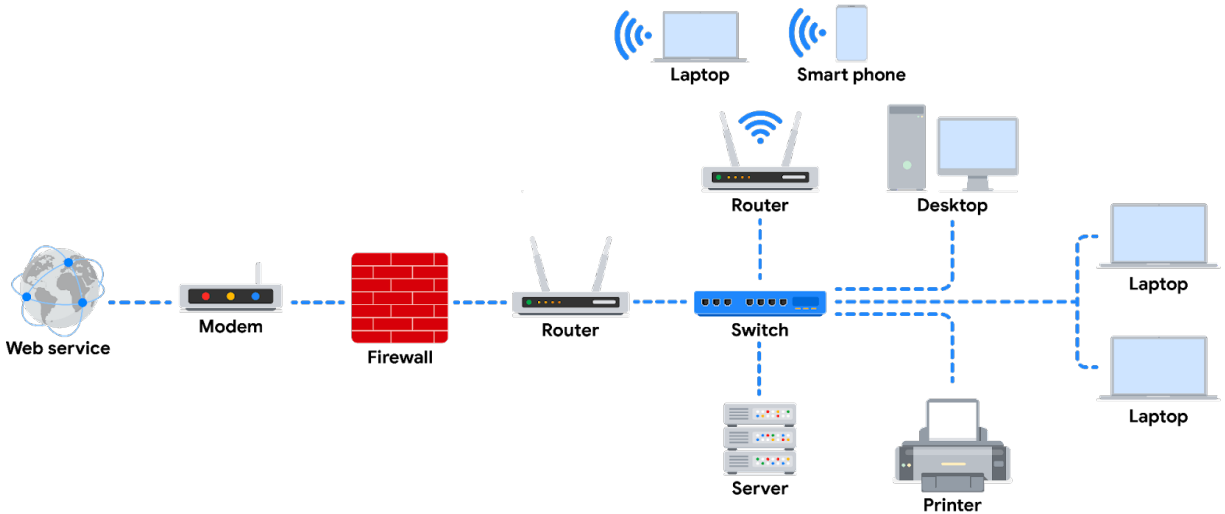 Laptop
Smart phone
Router
Desktop
Laptop
Web service
Modem
Firewall
Router
Switch
Laptop
Server
Printer